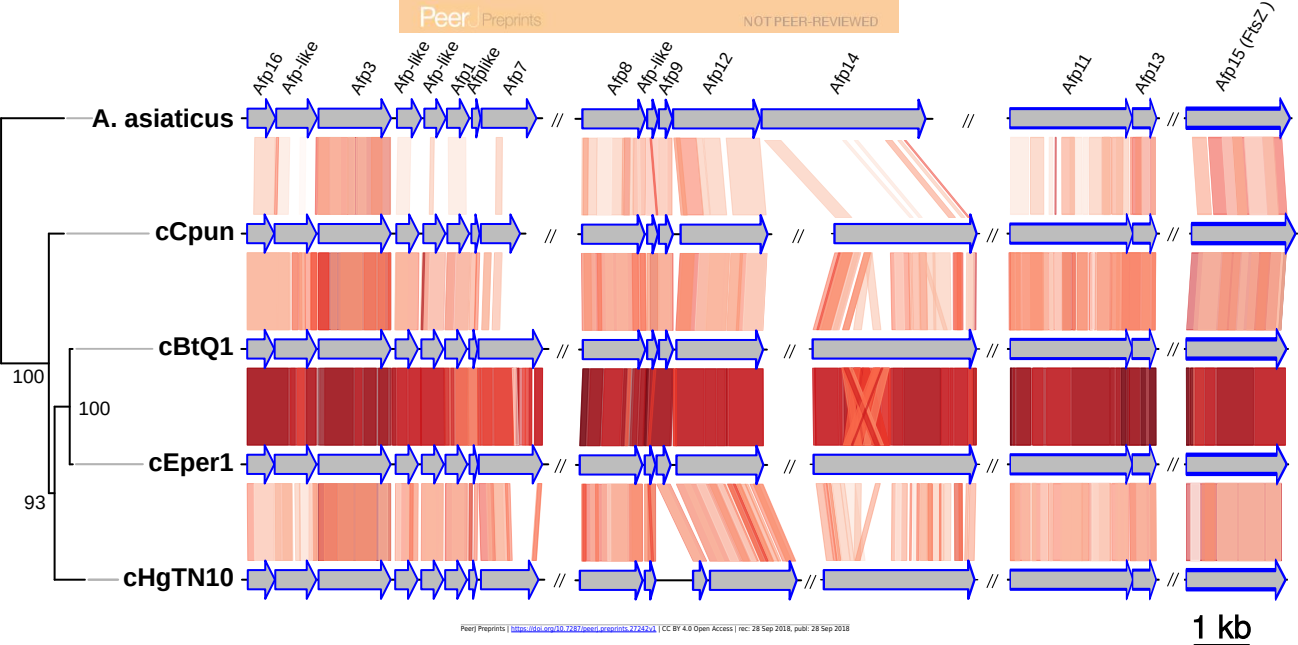 PeerJ Preprints NOT PEER-REVIEWED
Afp16 Afp-like Afp3 Afp-like Afp-like Afp1 Afplike Afp7 Afp8 Afp-like Afp9 Afp12 Afp14 Afp11 Afp13 Afp15 (FtsZ )
A. asiaticus // // // //
cCpun // // // //
cBtQ1 // // // //
100
100
cEper1 // // // //
93
cHgTN10 // // // //
PeerJ Preprints | https://doi.org/10.7287/peerj.preprints.27242v1 | CC BY 4.0 Open Access | rec: 28 Sep 2018, publ: 28 Sep 2018
1 kb